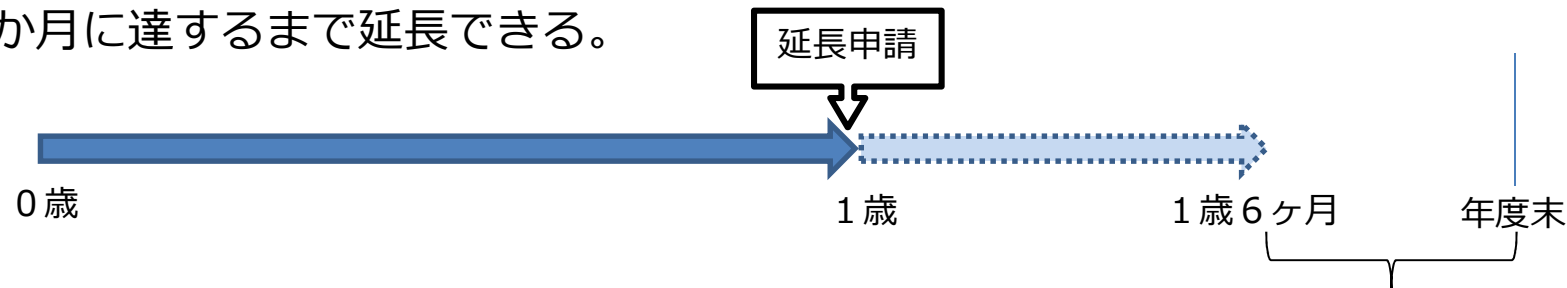 か月に達するまで延長できる。
延長申請
０歳
１歳
１歳６ヶ月
年度末